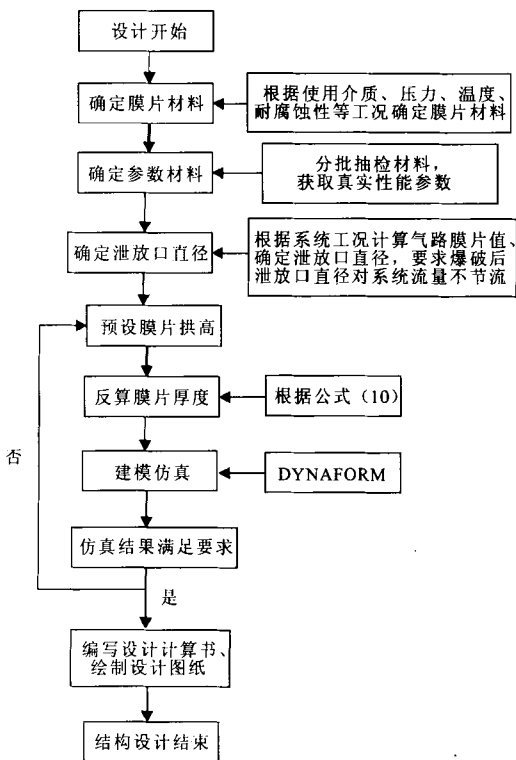 设计开始
确定膜片材料
根据使用介质、压力、温度、
耐腐蚀性等工况确定膜片材料
确定参数材料
分批抽检材料，
获取真实性能参数
确定泄放口直径
根据系统工况计算气路膜片值、
确定泄放口直径，要求爆破后
泄放口直径对系统流量不节流
预设膜片拱高
反算膜片厚度
根据公式（10）
否
建模仿真
DYNAFORM
仿真结果满足要求
是
编写设计计算书、
绘制设计图纸
结构设计结束